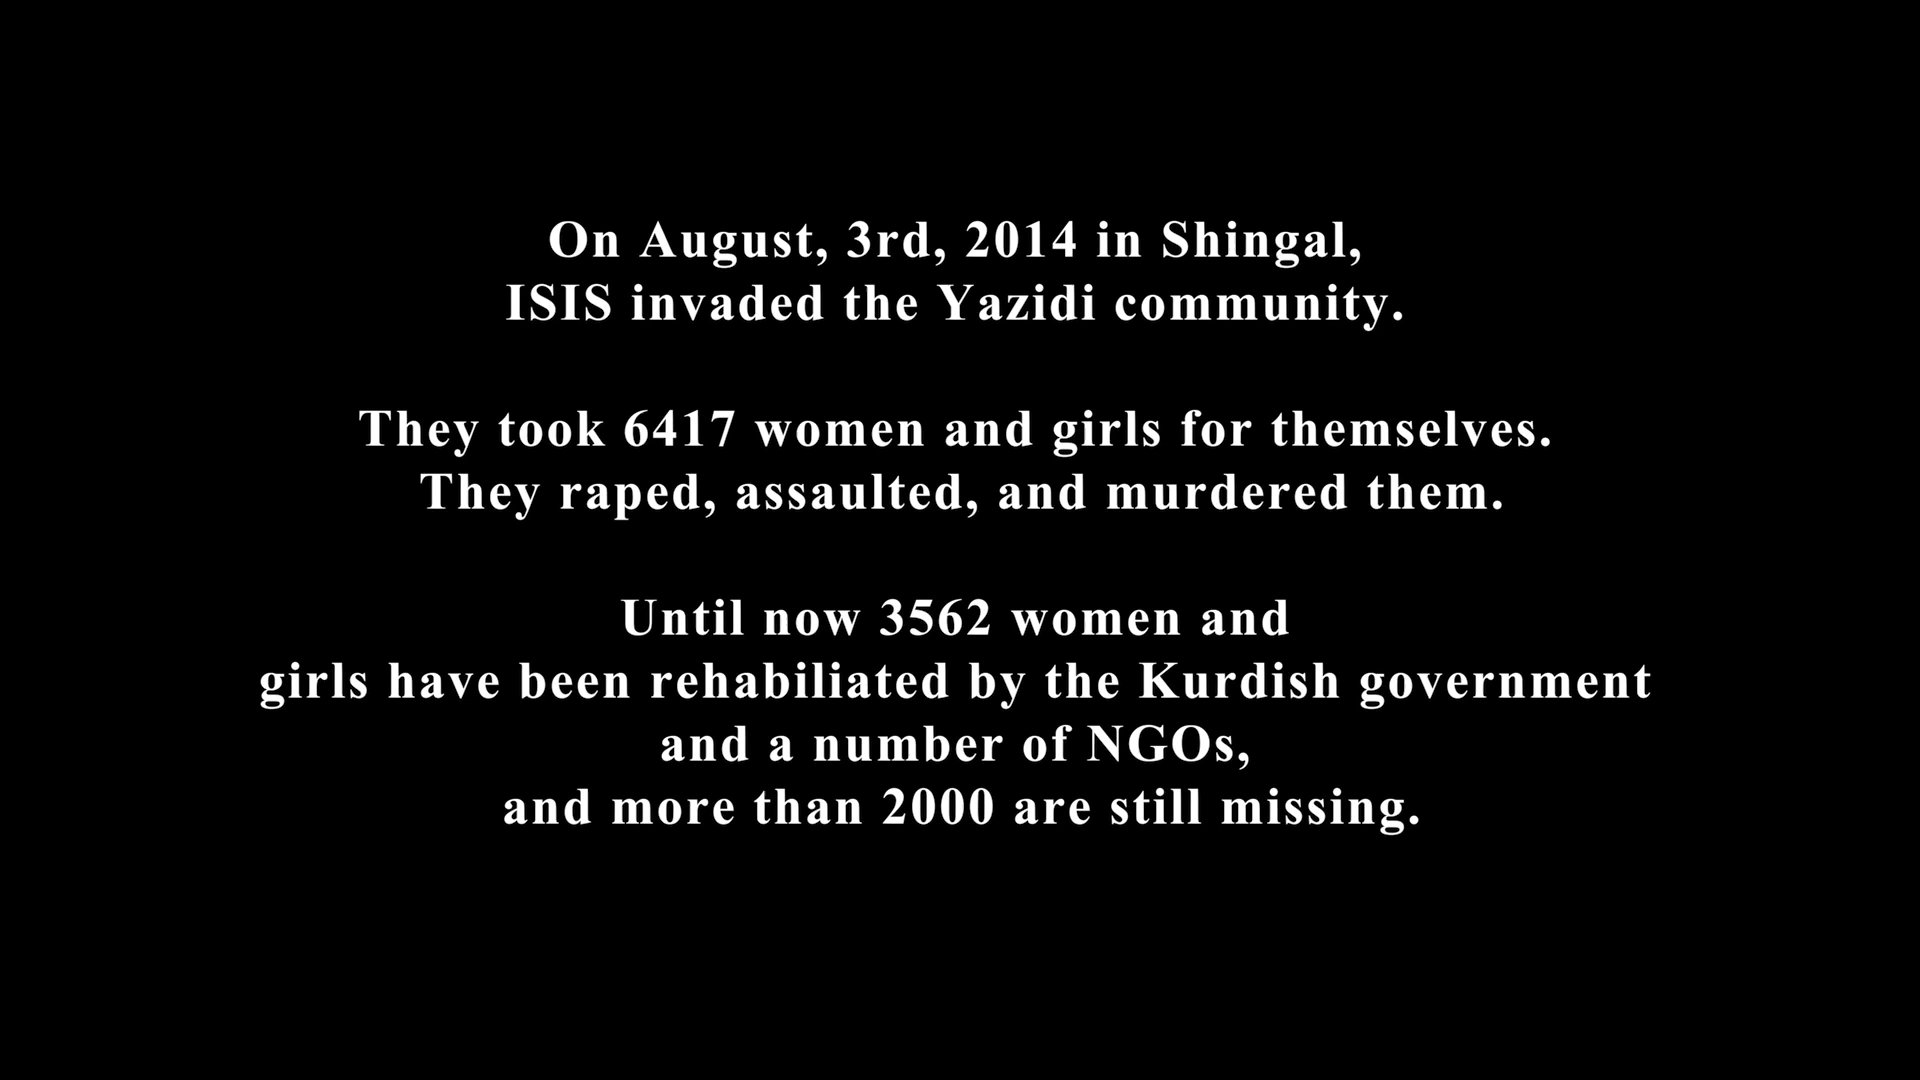 On August, 3rd, 2014 in Shingal,
ISIS invaded the Yazidi community.
They took 6417 women and girls for themselves.
They raped, assaulted, and murdered them.
Until now 3562 women and
girls have been rehabiliated by the Kurdish government
and a number of NGOs,
and more than 2000 are still missing.